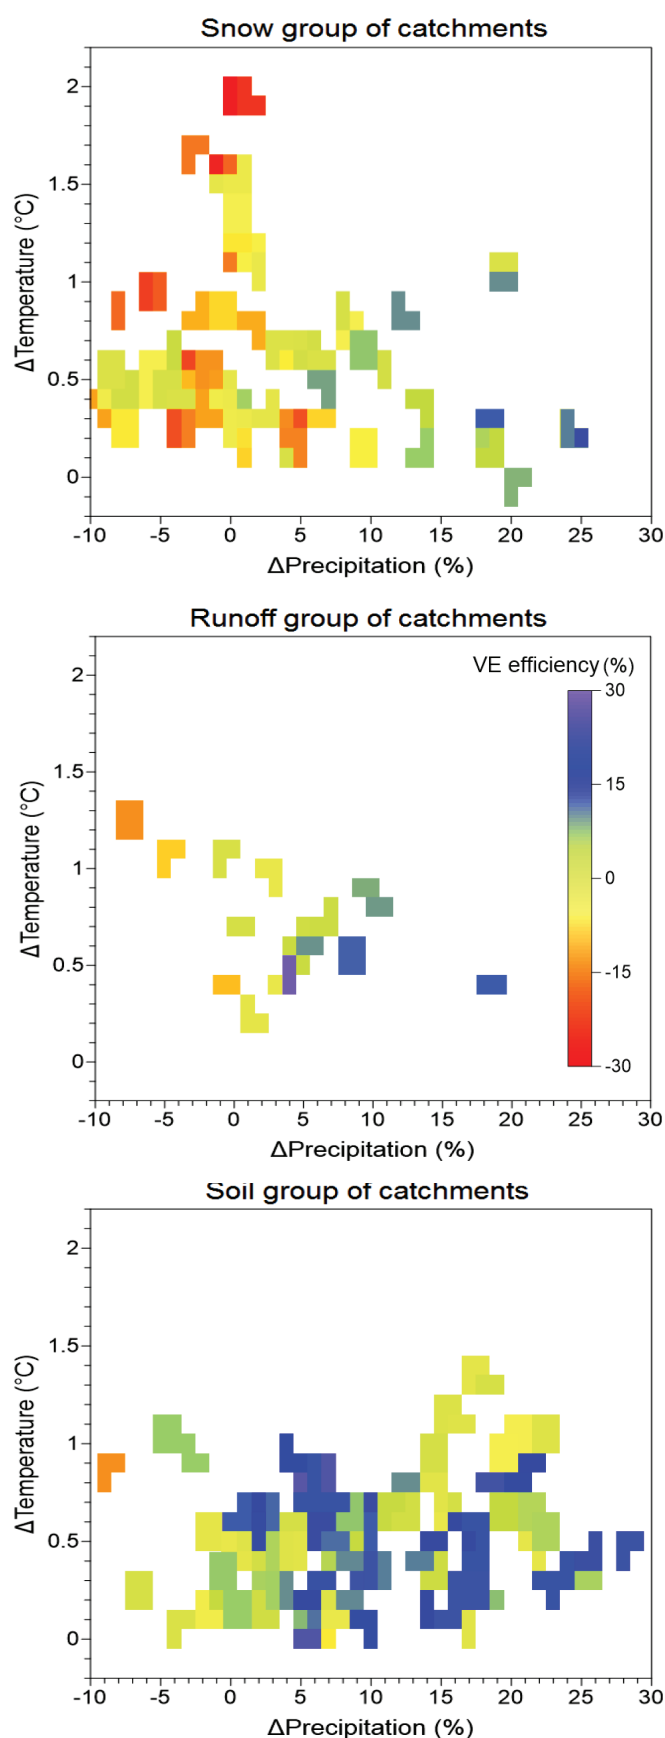 Snow group of catchments
2
1.5
1
0.5
0
ΔTemperature (°C)
-10 -5 0 5 10 15 20 25 30
ΔPrecipitation (%)
Runoff group of catchments
VE efficiency (%)
30
15
0
-15
-30
2
1.5
1
0.5
0
ΔTemperature (°C)
-10 -5 0 5 10 15 20 25 30
ΔPrecipitation (%)
Soil group of catchments
2
1.5
1
0.5
0
ΔTemperature (°C)
-10 -5 0 5 10 15 20 25 30
ΔPrecipitation (%)